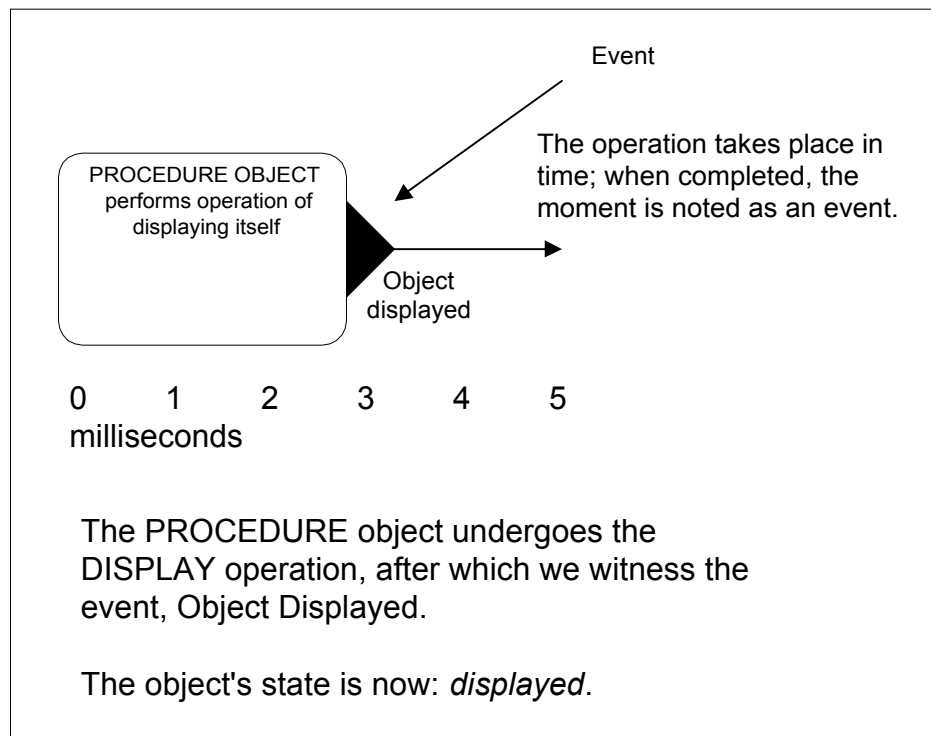 Event
The operation takes place in
time; when completed, the
moment is noted as an event.
PROCEDURE OBJECT
performs operation of
displaying itself
Object
displayed
0 1 2 3 4 5
milliseconds
The PROCEDURE object undergoes the
DISPLAY operation, after which we witness the
event, Object Displayed.
The object's state is now: displayed.